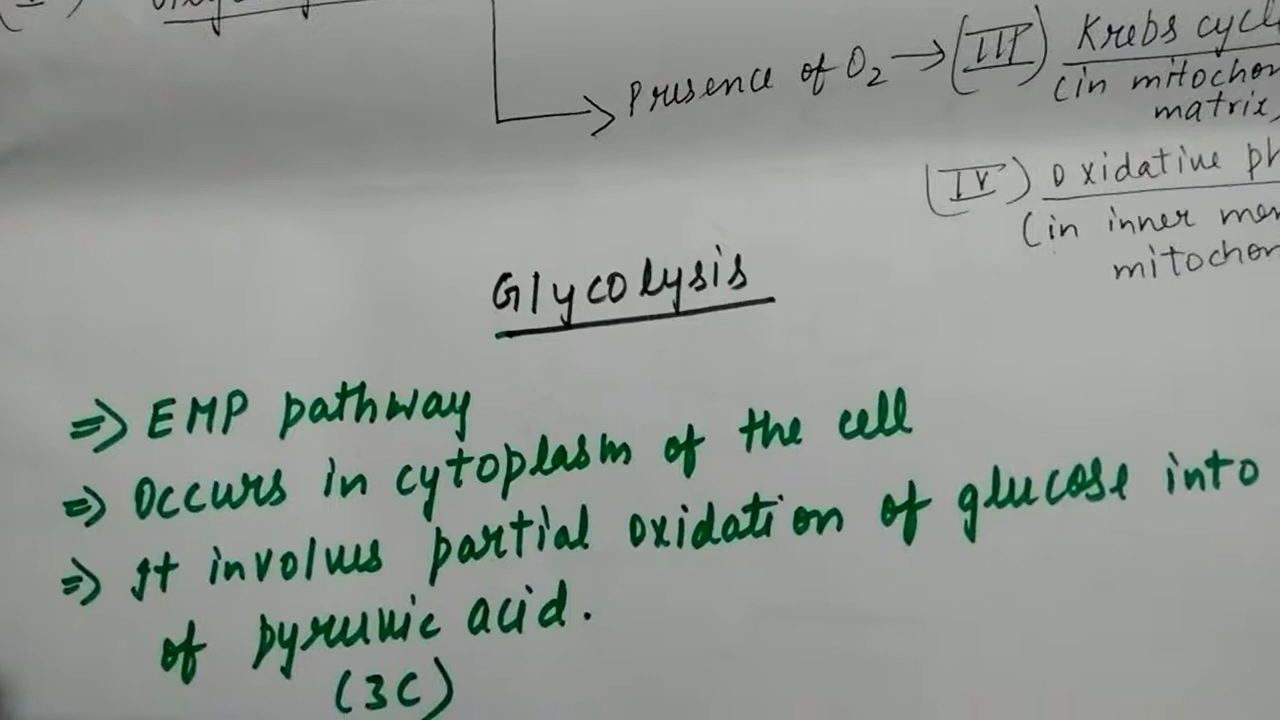 Presence of O2 → (III) Krebs cycl
(in mitochon
matrix)
(IV) Oxidative ph
(in inner mem
mitochon
Glycolysis
⇒ EMP pathway
⇒ Occurs in cytoplasm of the cell
⇒ It involves partial oxidation of glucose into
of pyruvic acid.
(3C)